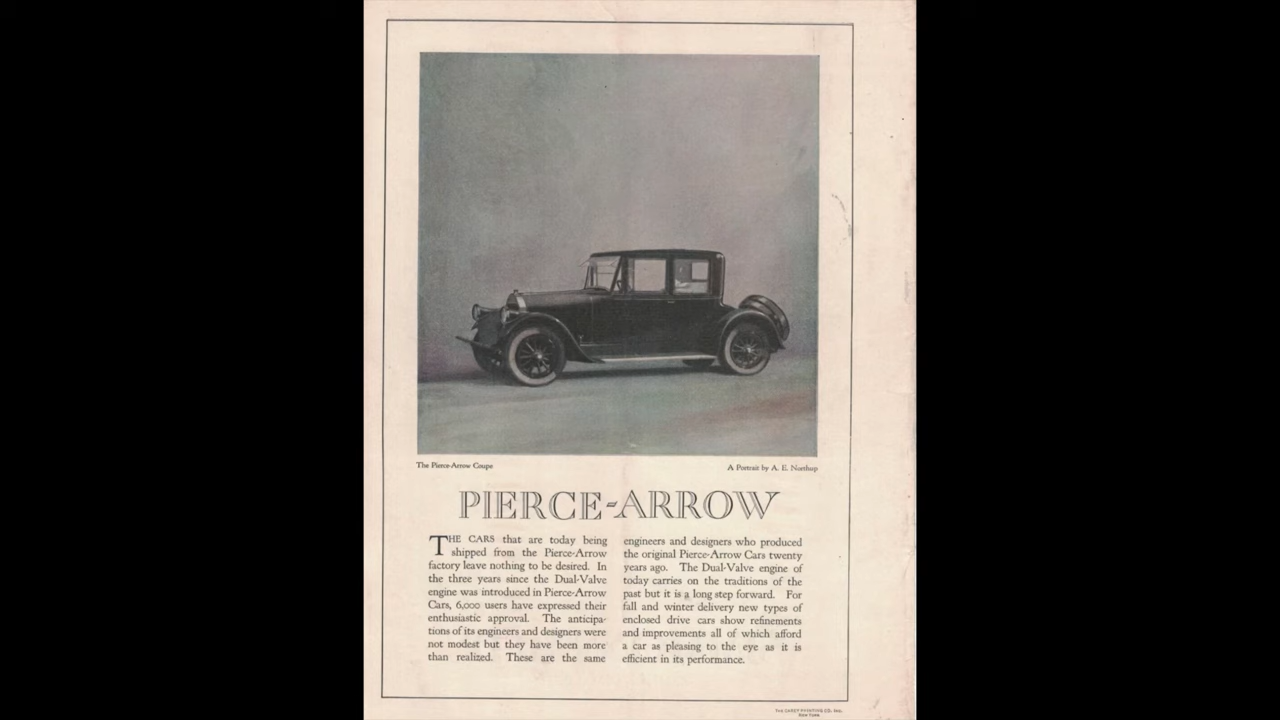 The Pierce-Arrow Coupe
A Portrait by A. E. Northup
PIERCE-ARROW
THE CARS that are today being
shipped from the Pierce-Arrow
factory leave nothing to be desired. In
the three years since the Dual-Valve
engine was introduced in Pierce-Arrow
Cars, 6,000 users have expressed their
enthusiastic approval. The anticipa-
tions of its engineers and designers were
not modest but they have been more
than realized. These are the same
engineers and designers who produced
the original Pierce-Arrow Cars twenty
years ago. The Dual-Valve engine of
today carries on the traditions of the
past but it is a long step forward. For
fall and winter delivery new types of
enclosed drive cars show refinements
and improvements all of which afford
a car as pleasing to the eye as it is
efficient in its performance.
THE CAREY PRINTING CO. INC.
NEW YORK